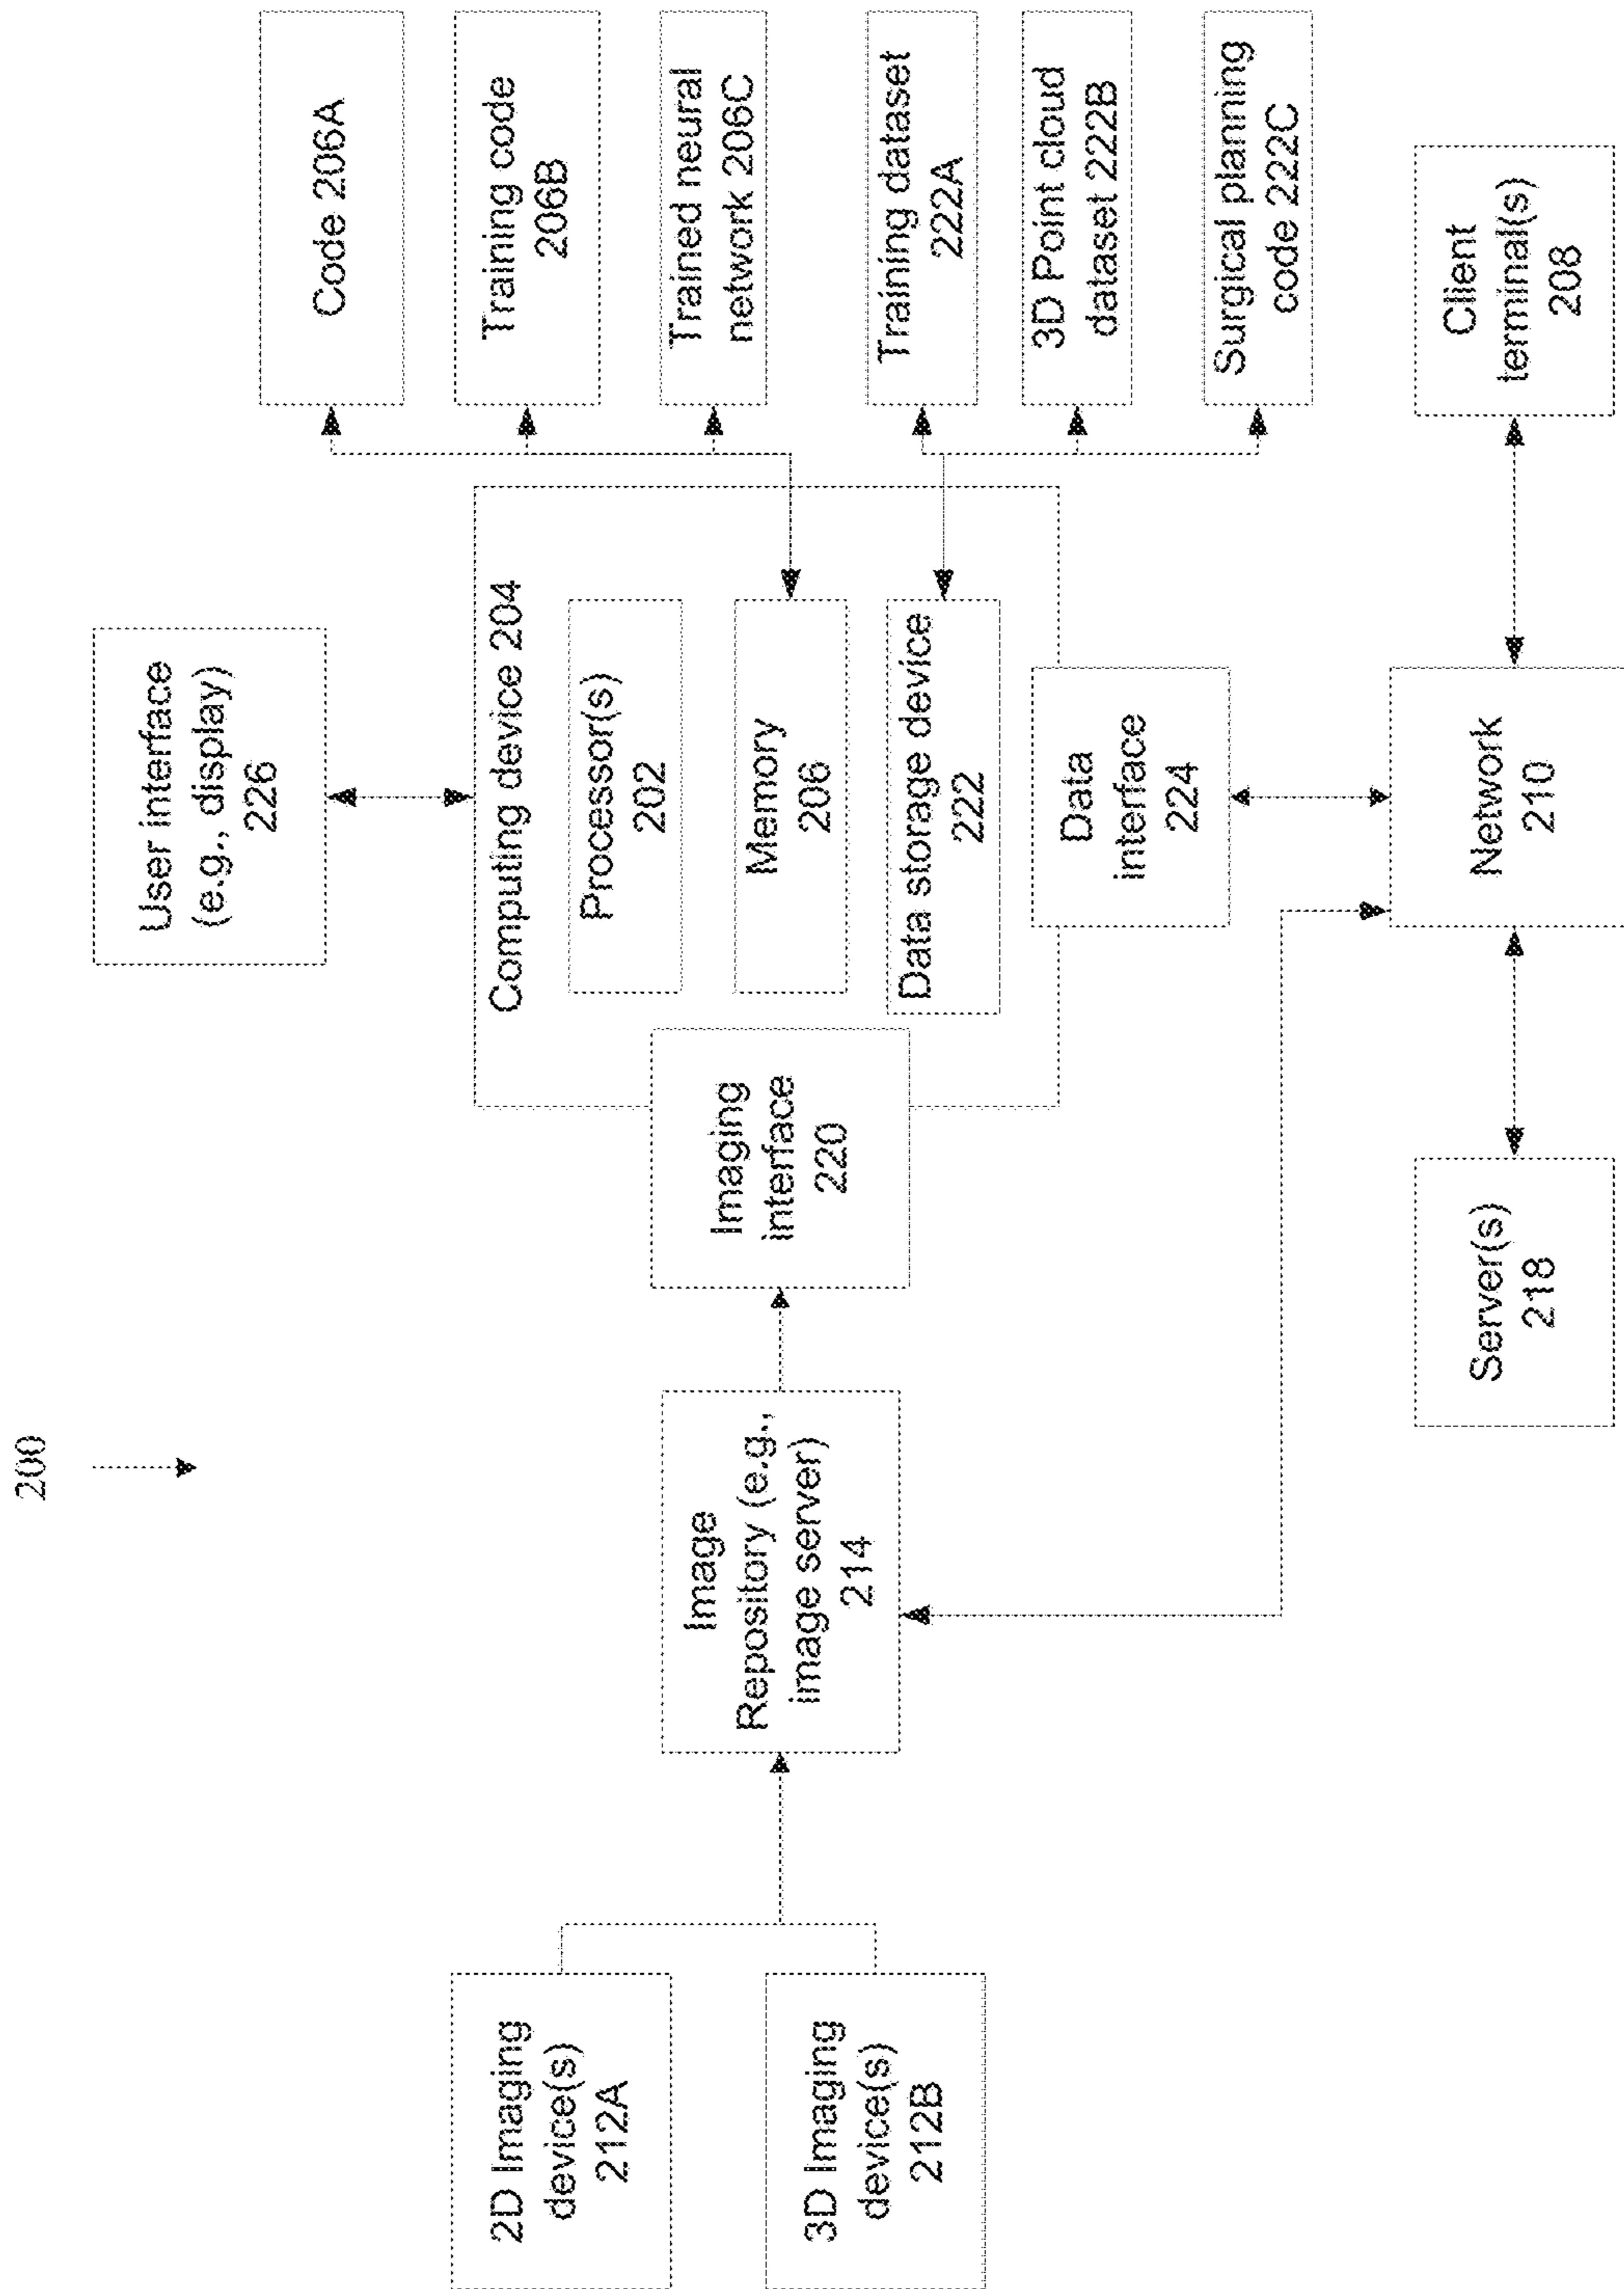 200
User interface
(e.g., display)
226
Code 206A
Training code
206B
Trained neural
network 206C
Computing device 204
Processor(s)
202
Memory
206
Data storage device
222
Training dataset
222A
3D Point cloud
dataset 222B
Surgical planning
code 222C
2D Imaging
device(s)
212A
3D Imaging
device(s)
212B
Image
Repository (e.g.,
image server)
214
Imaging
interface
220
Data
interface
224
Server(s)
218
Network
210
Client
terminal(s)
208